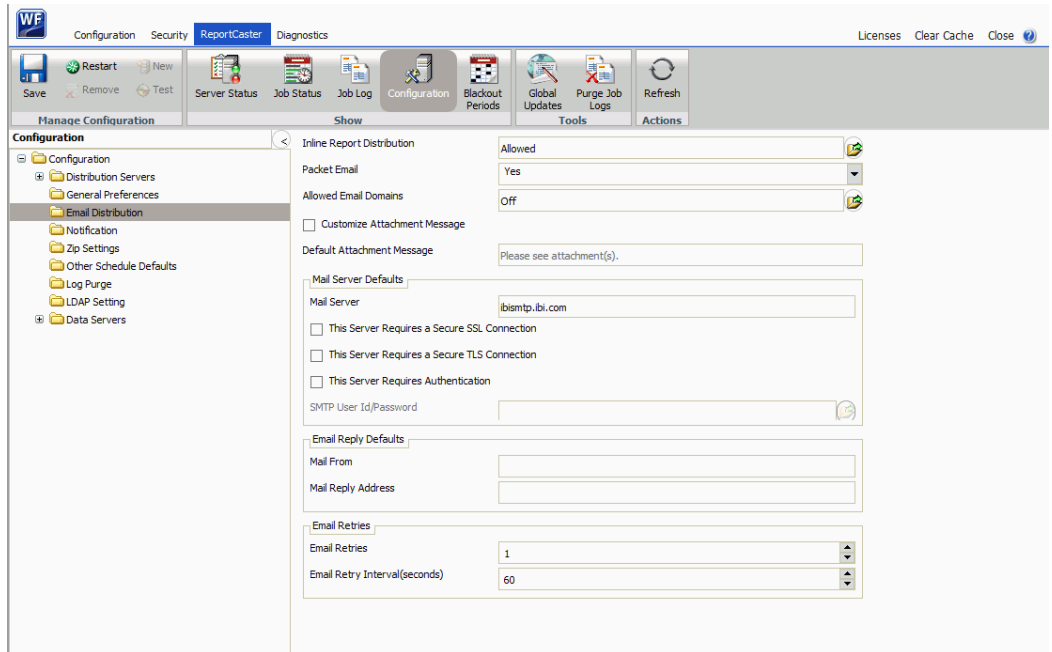 WF
Configuration Security ReportCaster Diagnostics Licenses Clear Cache Close ?
Save Restart New Remove Test Server Status Job Status Job Log Configuration Blackout Periods Global Updates Purge Job Logs Refresh
Manage Configuration Show Tools Actions
Configuration <
Configuration
Distribution Servers
General Preferences
Email Distribution
Notification
Zip Settings
Other Schedule Defaults
Log Purge
LDAP Setting
Data Servers
Inline Report Distribution Allowed
Packet Email Yes
Allowed Email Domains Off
Customize Attachment Message
Default Attachment Message Please see attachment(s).
Mail Server Defaults
Mail Server ibismtp.ibi.com
This Server Requires a Secure SSL Connection
This Server Requires a Secure TLS Connection
This Server Requires Authentication
SMTP User Id/Password
Email Reply Defaults
Mail From
Mail Reply Address
Email Retries
Email Retries 1
Email Retry Interval(seconds) 60